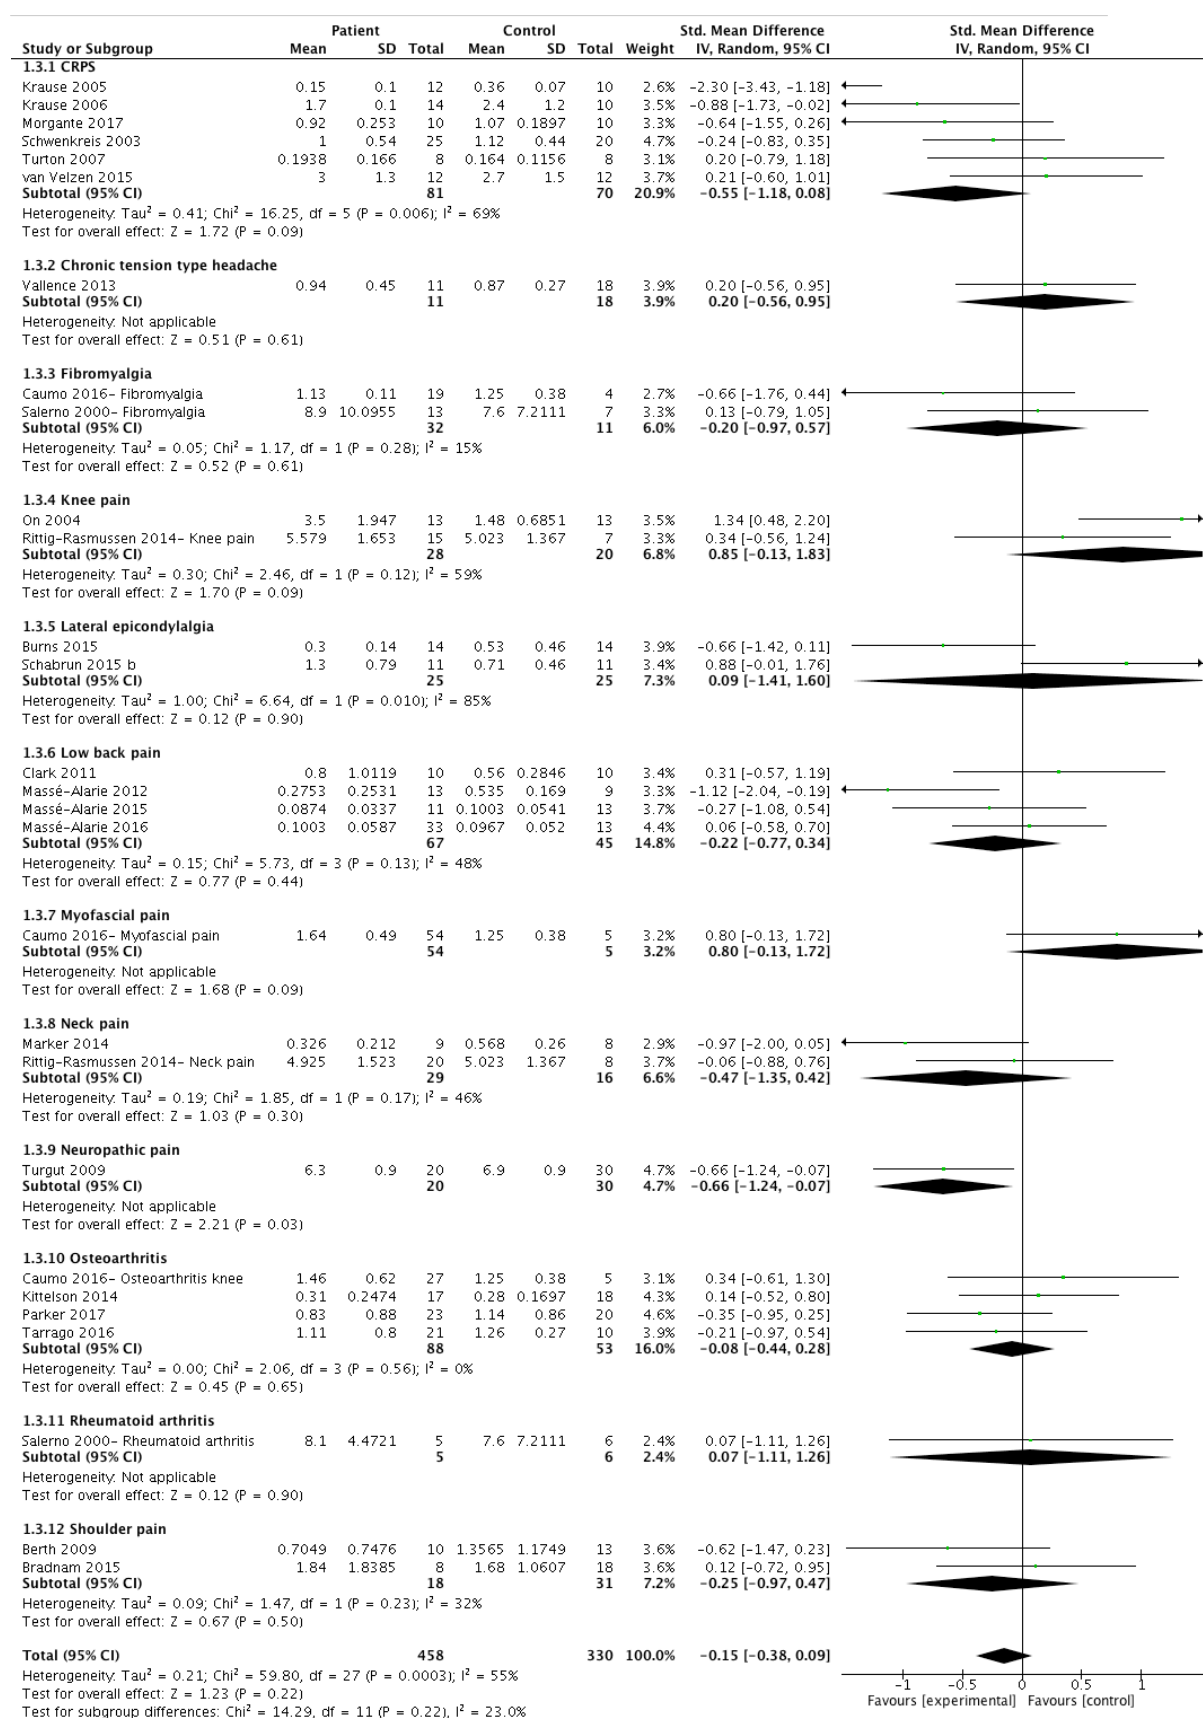 Patient Control Std. Mean Difference Std. Mean Difference
Study or Subgroup Mean SD Total Mean SD Total Weight IV, Random, 95% CI IV, Random, 95% CI
1.3.1 CRPS
Krause 2005 0.15 0.1 12 0.36 0.07 10 2.6% -2.30 [-3.43, -1.18]
Krause 2006 1.7 0.1 14 2.4 1.2 10 3.5% -0.88 [-1.73, -0.02]
Morgante 2017 0.92 0.253 10 1.07 0.1897 10 3.3% -0.64 [-1.55, 0.26]
Schwenkreis 2003 1 0.54 25 1.12 0.44 20 4.7% -0.24 [-0.83, 0.35]
Turton 2007 0.1938 0.166 8 0.164 0.1156 8 3.1% 0.20 [-0.79, 1.18]
van Velzen 2015 3 1.3 12 2.7 1.5 12 3.7% 0.21 [-0.60, 1.01]
Subtotal (95% CI) 81 70 20.9% -0.55 [-1.18, 0.08]
Heterogeneity: Tau² = 0.41; Chi² = 16.25, df = 5 (P = 0.006); I² = 69%
Test for overall effect: Z = 1.72 (P = 0.09)
1.3.2 Chronic tension type headache
Vallence 2013 0.94 0.45 11 0.87 0.27 18 3.9% 0.20 [-0.56, 0.95]
Subtotal (95% CI) 11 18 3.9% 0.20 [-0.56, 0.95]
Heterogeneity: Not applicable
Test for overall effect: Z = 0.51 (P = 0.61)
1.3.3 Fibromyalgia
Caumo 2016- Fibromyalgia 1.13 0.11 19 1.25 0.38 4 2.7% -0.66 [-1.76, 0.44]
Salerno 2000- Fibromyalgia 8.9 10.0955 13 7.6 7.2111 7 3.3% 0.13 [-0.79, 1.05]
Subtotal (95% CI) 32 11 6.0% -0.20 [-0.97, 0.57]
Heterogeneity: Tau² = 0.05; Chi² = 1.17, df = 1 (P = 0.28); I² = 15%
Test for overall effect: Z = 0.52 (P = 0.61)
1.3.4 Knee pain
On 2004 3.5 1.947 13 1.48 0.6851 13 3.5% 1.34 [0.48, 2.20]
Rittig-Rasmussen 2014- Knee pain 5.579 1.653 15 5.023 1.367 7 3.4% 0.34 [-0.56, 1.24]
Subtotal (95% CI) 28 20 6.8% 0.85 [-0.13, 1.83]
Heterogeneity: Tau² = 0.30; Chi² = 2.46, df = 1 (P = 0.12); I² = 59%
Test for overall effect: Z = 1.70 (P = 0.09)
1.3.5 Lateral epicondylalgia
Burns 2015 0.3 0.14 14 0.53 0.46 14 3.9% -0.66 [-1.42, 0.11]
Schabrun 2015 b 1.3 0.79 11 0.71 0.46 11 3.4% 0.88 [-0.01, 1.76]
Subtotal (95% CI) 25 25 7.3% 0.09 [-1.41, 1.60]
Heterogeneity: Tau² = 1.00; Chi² = 6.64, df = 1 (P = 0.010); I² = 85%
Test for overall effect: Z = 0.12 (P = 0.90)
1.3.6 Low back pain
Clark 2011 0.8 1.0119 10 0.56 0.2846 10 3.4% 0.31 [-0.57, 1.19]
Massé-Alarie 2012 0.2753 0.2531 13 0.535 0.169 9 3.3% -1.12 [-2.04, -0.19]
Massé-Alarie 2015 0.0874 0.0337 11 0.1003 0.0541 13 3.7% -0.27 [-1.08, 0.54]
Massé-Alarie 2016 0.1003 0.0587 33 0.0967 0.052 13 4.4% 0.06 [-0.58, 0.70]
Subtotal (95% CI) 67 45 14.8% -0.22 [-0.77, 0.34]
Heterogeneity: Tau² = 0.15; Chi² = 5.73, df = 3 (P = 0.13); I² = 48%
Test for overall effect: Z = 0.77 (P = 0.44)
1.3.7 Myofascial pain
Caumo 2016- Myofascial pain 1.64 0.49 54 1.25 0.38 5 3.2% 0.80 [-0.13, 1.72]
Subtotal (95% CI) 54 5 3.2% 0.80 [-0.13, 1.72]
Heterogeneity: Not applicable
Test for overall effect: Z = 1.68 (P = 0.09)
1.3.8 Neck pain
Marker 2014 0.326 0.212 9 0.568 0.26 8 2.9% -0.97 [-2.00, 0.05]
Rittig-Rasmussen 2014- Neck pain 4.925 1.523 20 5.023 1.367 8 3.7% -0.06 [-0.88, 0.76]
Subtotal (95% CI) 29 16 6.6% -0.47 [-1.35, 0.42]
Heterogeneity: Tau² = 0.19; Chi² = 1.85, df = 1 (P = 0.17); I² = 46%
Test for overall effect: Z = 1.03 (P = 0.30)
1.3.9 Neuropathic pain
Turgut 2009 6.3 0.9 20 6.9 0.9 30 4.7% -0.66 [-1.24, -0.07]
Subtotal (95% CI) 20 30 4.7% -0.66 [-1.24, -0.07]
Heterogeneity: Not applicable
Test for overall effect: Z = 2.21 (P = 0.03)
1.3.10 Osteoarthritis
Caumo 2016- Osteoarthritis knee 1.46 0.62 27 1.25 0.38 5 3.1% 0.34 [-0.61, 1.30]
Kittelson 2014 0.31 0.2474 17 0.28 0.1697 18 4.3% 0.14 [-0.52, 0.80]
Parker 2017 0.83 0.88 23 1.14 0.86 20 4.6% -0.35 [-0.95, 0.25]
Tarrago 2016 1.11 0.8 21 1.26 0.27 10 3.9% -0.21 [-0.97, 0.54]
Subtotal (95% CI) 88 53 16.0% -0.08 [-0.44, 0.28]
Heterogeneity: Tau² = 0.00; Chi² = 2.06, df = 3 (P = 0.56); I² = 0%
Test for overall effect: Z = 0.45 (P = 0.65)
1.3.11 Rheumatoid arthritis
Salerno 2000- Rheumatoid arthritis 8.1 4.4721 5 7.6 7.2111 6 2.4% 0.07 [-1.11, 1.26]
Subtotal (95% CI) 5 6 2.4% 0.07 [-1.11, 1.26]
Heterogeneity: Not applicable
Test for overall effect: Z = 0.12 (P = 0.90)
1.3.12 Shoulder pain
Berth 2009 0.7049 0.7476 10 1.3565 1.1749 13 3.6% -0.62 [-1.47, 0.23]
Bradnam 2015 1.84 1.8385 8 1.68 1.0607 18 3.6% 0.12 [-0.72, 0.95]
Subtotal (95% CI) 18 31 7.2% -0.25 [-0.97, 0.47]
Heterogeneity: Tau² = 0.09; Chi² = 1.47, df = 1 (P = 0.23); I² = 32%
Test for overall effect: Z = 0.67 (P = 0.50)
Total (95% CI) 458 330 100.0% -0.15 [-0.38, 0.09]
Heterogeneity: Tau² = 0.21; Chi² = 59.80, df = 27 (P = 0.0003); I² = 55%
Test for overall effect: Z = 1.23 (P = 0.22)
Test for subgroup differences: Chi² = 14.29, df = 11 (P = 0.22), I² = 23.0%
-1 -0.5 0 0.5 1
Favours [experimental] Favours [control]